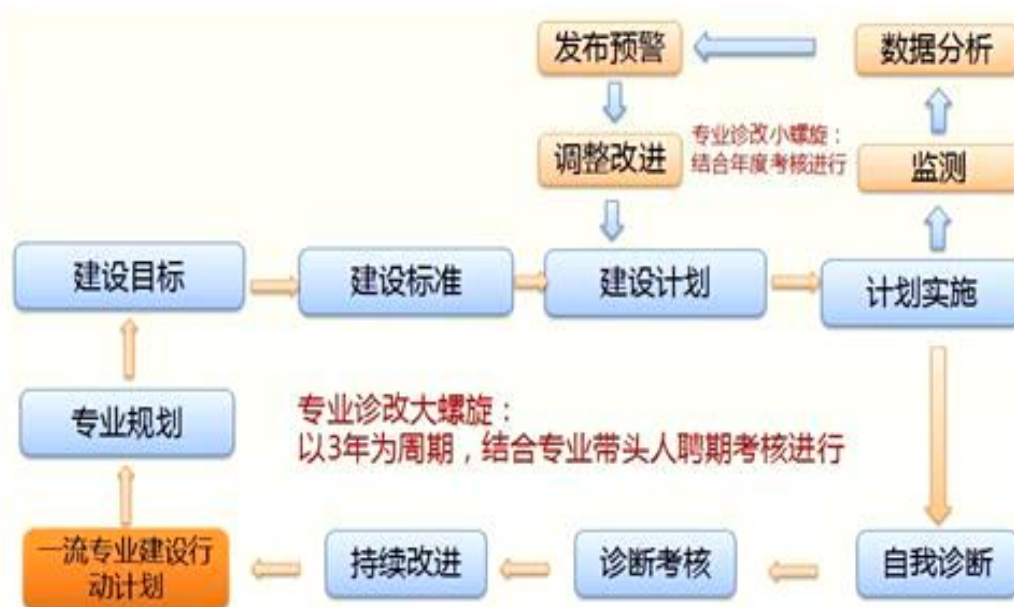 发布预警
数据分析
调整改进
专业诊改小螺旋：
结合年度考核进行
监测
建设目标
建设标准
建设计划
计划实施
专业规划
专业诊改大螺旋：
以3年为周期，结合专业带头人聘期考核进行
一流专业建设行
动计划
持续改进
诊断考核
自我诊断